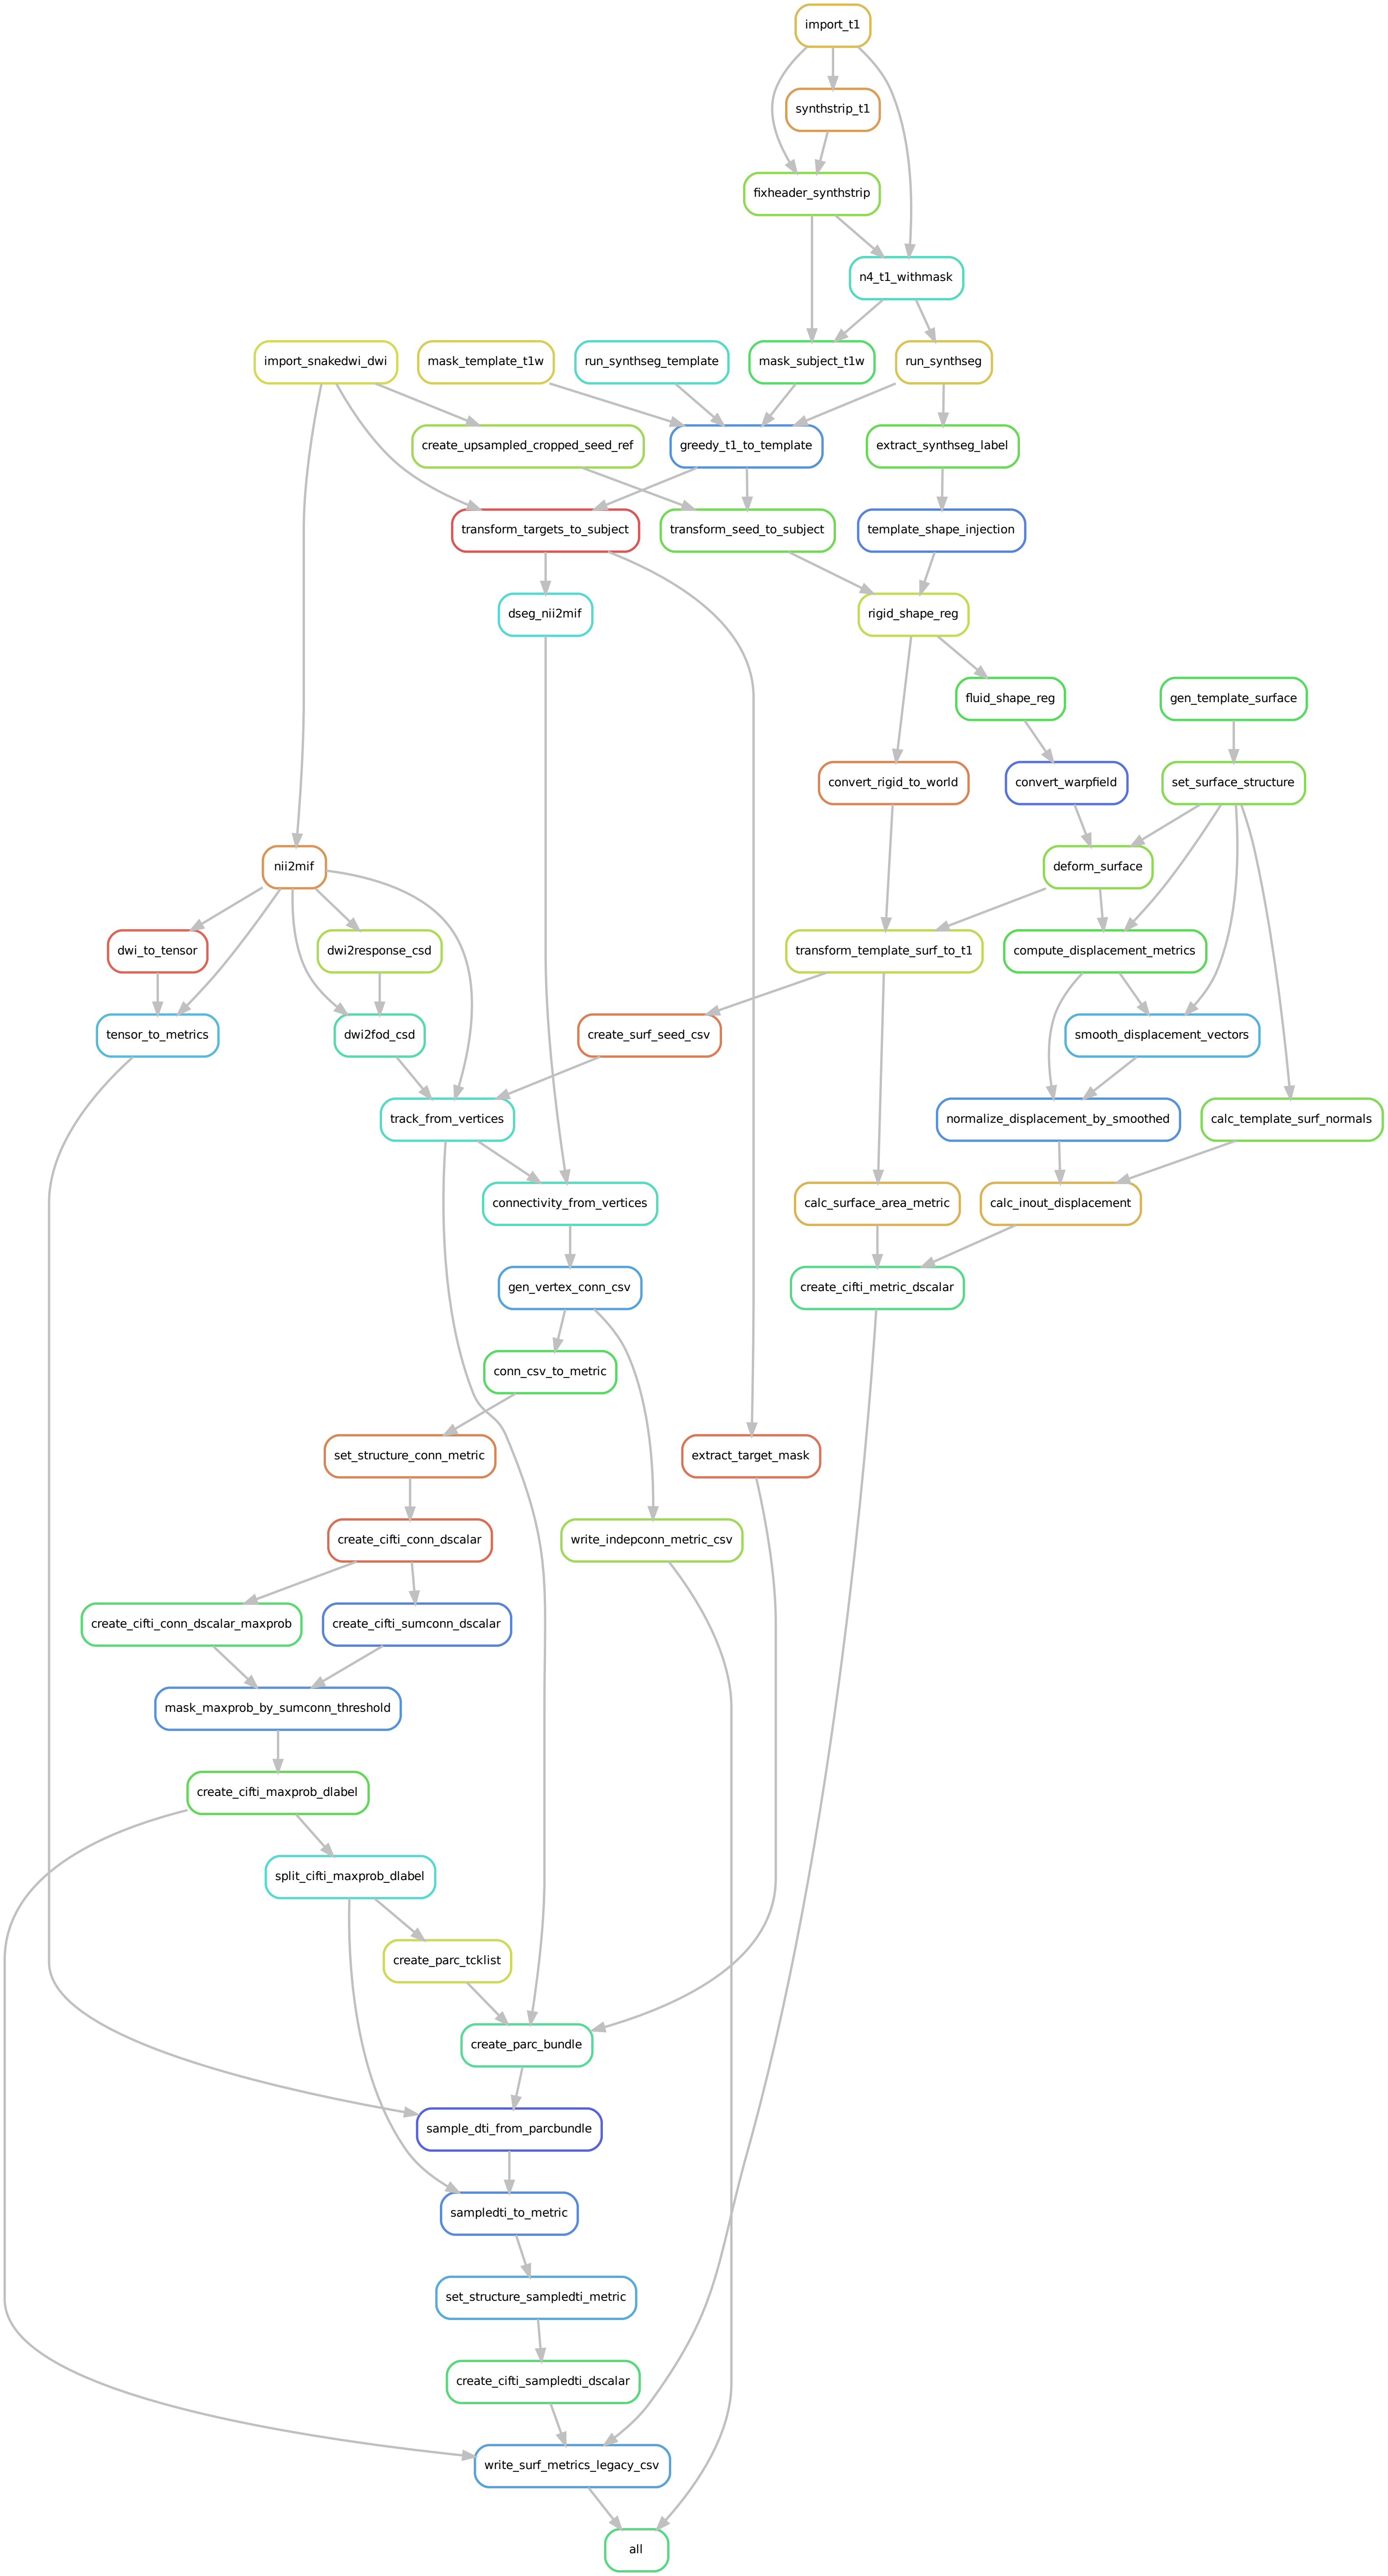 import_t1
synthstrip_t1
fixheader_synthstrip
n4_t1_withmask
import_snakedwi_dwi
mask_template_t1w
run_synthseg_template
mask_subject_t1w
run_synthseg
create_upsampled_cropped_seed_ref
greedy_t1_to_template
extract_synthseg_label
transform_targets_to_subject
transform_seed_to_subject
template_shape_injection
dseg_nii2mif
rigid_shape_reg
fluid_shape_reg
gen_template_surface
convert_rigid_to_world
convert_warpfield
set_surface_structure
nii2mif
deform_surface
dwi_to_tensor
dwi2response_csd
transform_template_surf_to_t1
compute_displacement_metrics
tensor_to_metrics
dwi2fod_csd
create_surf_seed_csv
smooth_displacement_vectors
track_from_vertices
normalize_displacement_by_smoothed
calc_template_surf_normals
connectivity_from_vertices
calc_surface_area_metric
calc_inout_displacement
gen_vertex_conn_csv
create_cifti_metric_dscalar
conn_csv_to_metric
set_structure_conn_metric
extract_target_mask
create_cifti_conn_dscalar
write_indepconn_metric_csv
create_cifti_conn_dscalar_maxprob
create_cifti_sumconn_dscalar
mask_maxprob_by_sumconn_threshold
create_cifti_maxprob_dlabel
split_cifti_maxprob_dlabel
create_parc_tcklist
create_parc_bundle
sample_dti_from_parcbundle
sampledti_to_metric
set_structure_sampledti_metric
create_cifti_sampledti_dscalar
write_surf_metrics_legacy_csv
all